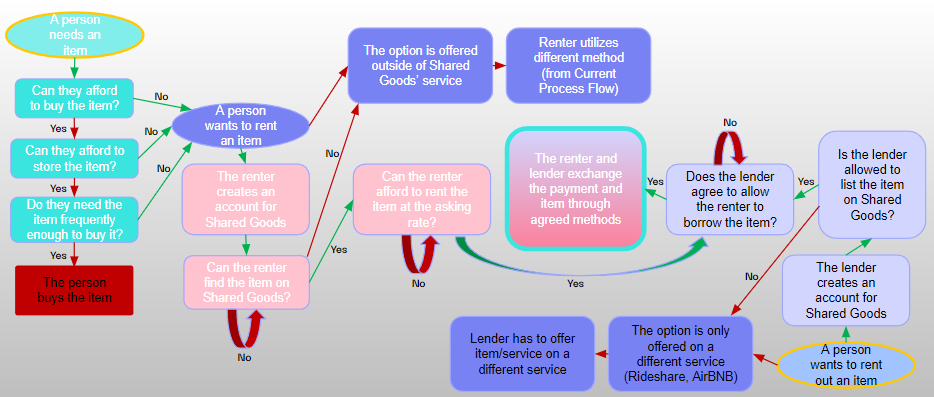 A person
needs an
item
Can they afford
to buy the item?
No
Yes
Can they afford to
store the item?
No
Yes
Do they need the
item frequently
enough to buy it?
No
Yes
The person
buys the item
A person
wants to rent
an item
The renter
creates an
account for
Shared Goods
Can the renter
find the item on
Shared Goods?
No
No
Yes
The option is offered
outside of Shared
Goods' service
Renter utilizes
different method
(from Current
Process Flow)
Can the renter
afford to rent the
item at the asking
rate?
No
Yes
The renter and
lender exchange
the payment and
item through
agreed methods
Yes
No
Does the lender
agree to allow
the renter to
borrow the item?
Yes
Is the lender
allowed to
list the item
on Shared
Goods?
No
The lender
creates an
account for
Shared Goods
A person
wants to rent
out an item
The option is only
offered on a
different service
(Rideshare, AirBNB)
Lender has to offer
item/service on a
different service